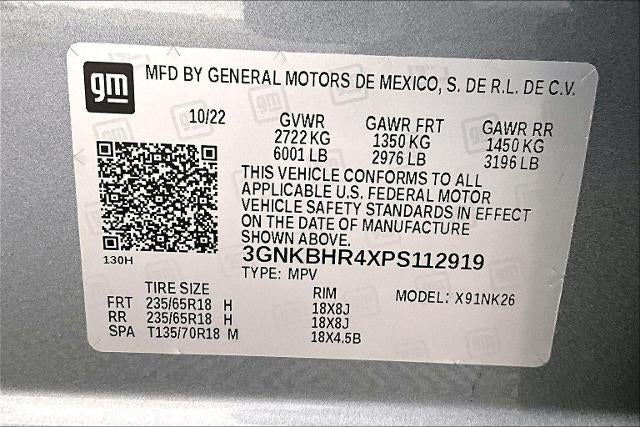 gm
MFD BY GENERAL MOTORS DE MEXICO, S. DE R.L. DE C.V.
10/22 GVWR GAWR FRT GAWR RR
2722 KG 1350 KG 1450 KG
6001 LB 2976 LB 3196 LB
THIS VEHICLE CONFORMS TO ALL
APPLICABLE U.S. FEDERAL MOTOR
VEHICLE SAFETY STANDARDS IN EFFECT
ON THE DATE OF MANUFACTURE
SHOWN ABOVE.
130H
3GNKBHR4XPS112919
TYPE: MPV
TIRE SIZE RIM MODEL: X91NK26
FRT 235/65R18 H 18X8J
RR 235/65R18 H 18X8J
SPA T135/70R18 M 18X4.5B